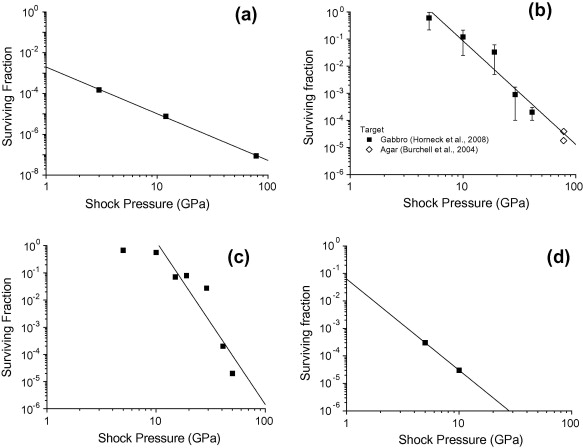 (a)
Surviving Fraction
10^0
10^-2
10^-4
10^-6
10^-8
1
10
100
Shock Pressure (GPa)
(b)
Surviving fraction
10^0
10^-1
10^-2
10^-3
10^-4
10^-5
10^-6
Target
Gabbro (Horneck et al., 2008)
Agar (Burchell et al., 2004)
1
10
100
Shock Pressure (GPa)
(c)
Surviving Fraction
10^0
10^-1
10^-2
10^-3
10^-4
10^-5
10^-6
1
10
100
Shock Pressure (GPa)
(d)
Surviving fraction
10^0
10^-1
10^-2
10^-3
10^-4
10^-5
10^-6
1
10
100
Shock Pressure (GPa)